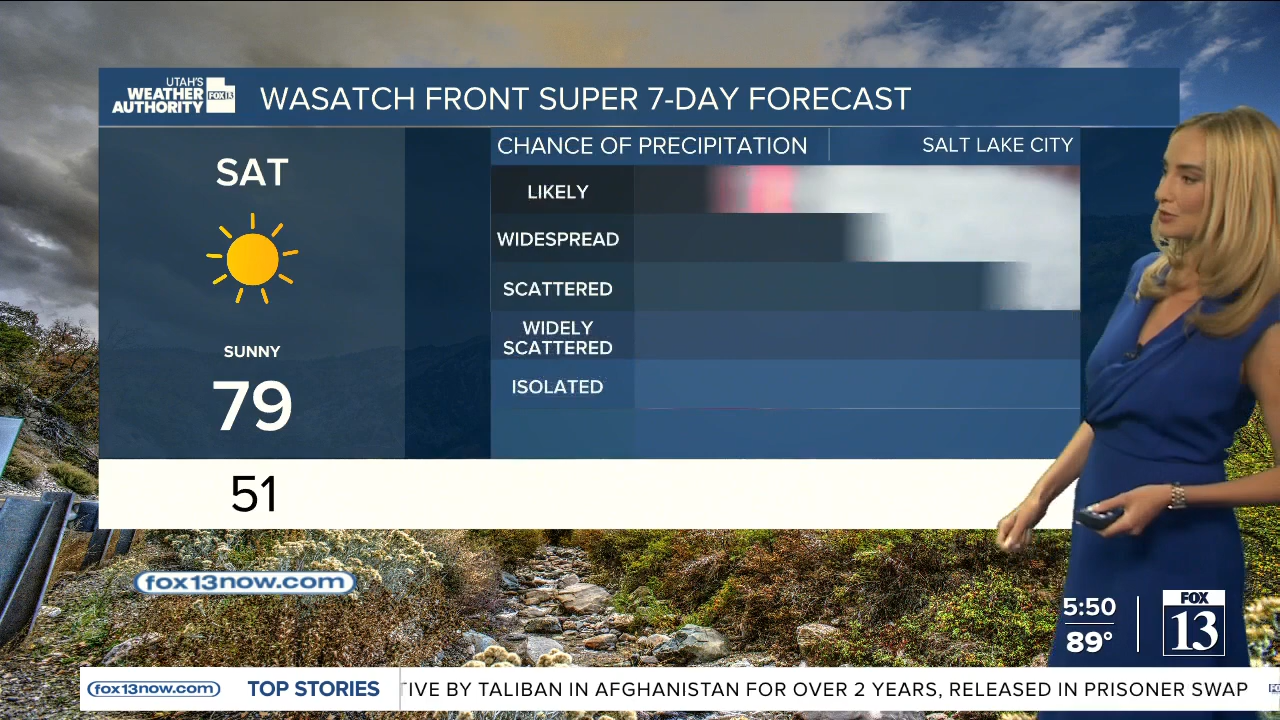 UTAH'S
WEATHER
AUTHORITY
FOX 13
WASATCH FRONT SUPER 7-DAY FORECAST
SAT
SUNNY
79
51
CHANCE OF PRECIPITATION
SALT LAKE CITY
LIKELY
WIDESPREAD
SCATTERED
WIDELY
SCATTERED
ISOLATED
fox13now.com
5:50
89°
FOX
13
fox13now.com
TOP STORIES
TIVE BY TALIBAN IN AFGHANISTAN FOR OVER 2 YEARS, RELEASED IN PRISONER SWAP